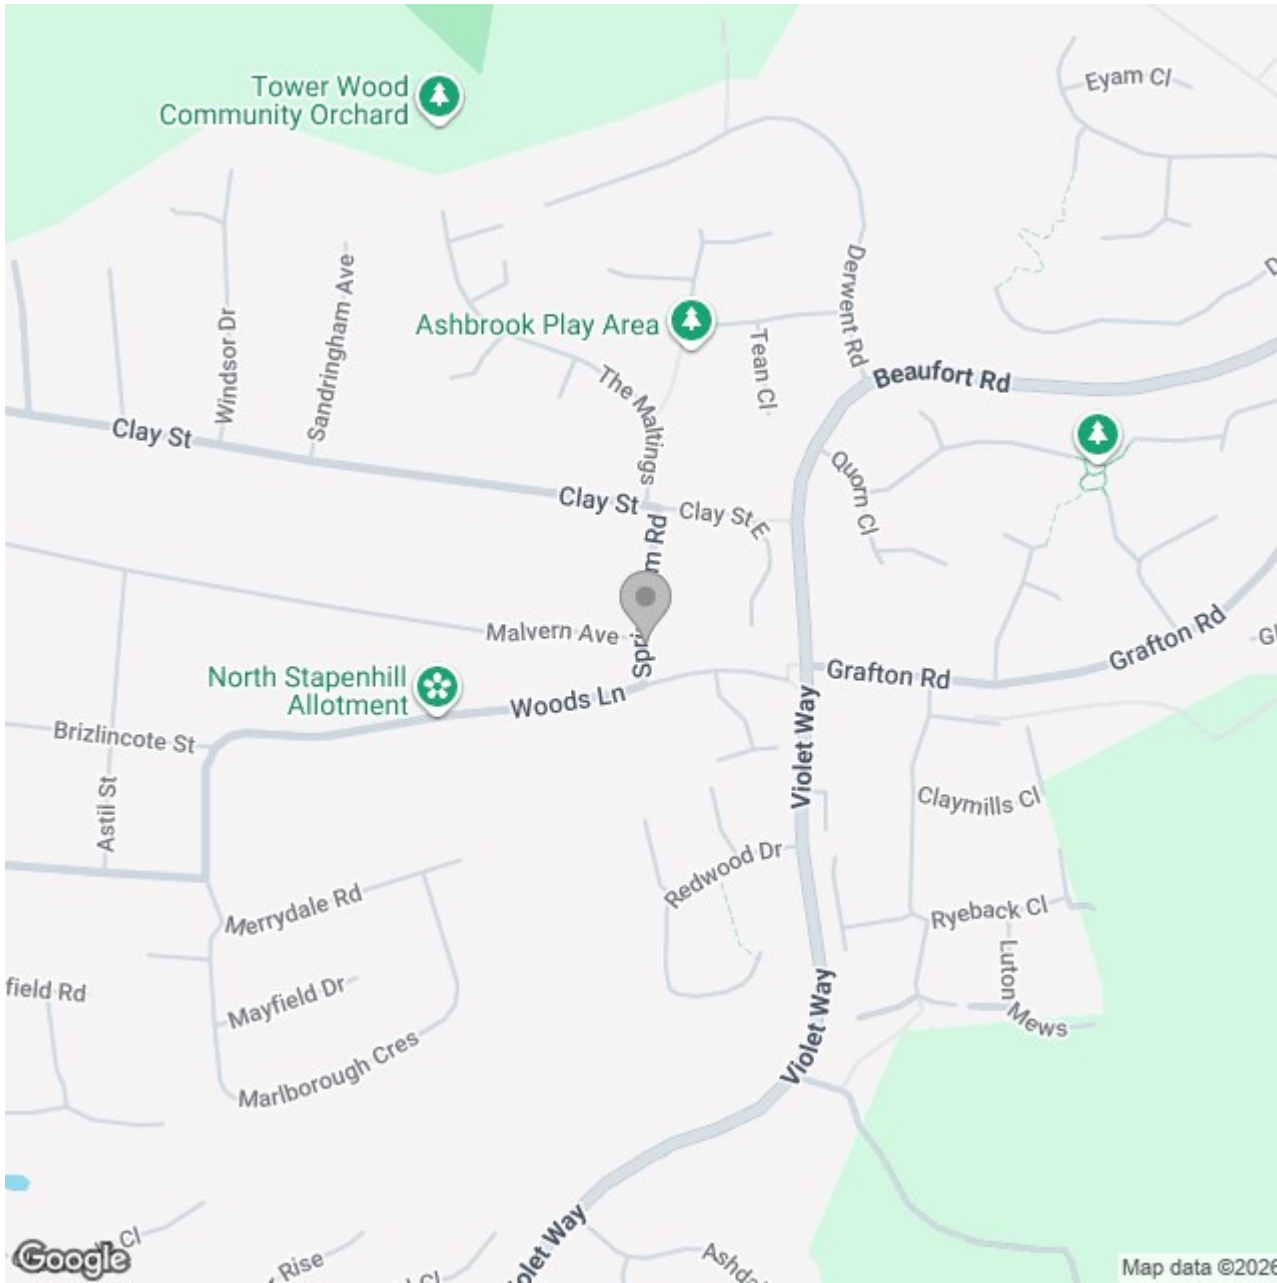 Tower Wood
Community Orchard
Eyam Cl
Windsor Dr
Sandringham Ave
Ashbrook Play Area
Derwent Rd
Tean Cl
Beaufort Rd
The Maltings
Clay St
Quorn Cl
Clay St
Clay St E
Malvern Ave
North Stapenhill
Allotment
Woods Ln
Grafton Rd
Grafton Rd
Brizlincote St
Violet Way
Astil St
Claymills Cl
Redwood Dr
Merrydale Rd
Ryeback Cl
Luton Mews
field Rd
Mayfield Dr
Violet Way
Marlborough Cres
Cl
Rise
Cl
Google
Map data ©2026